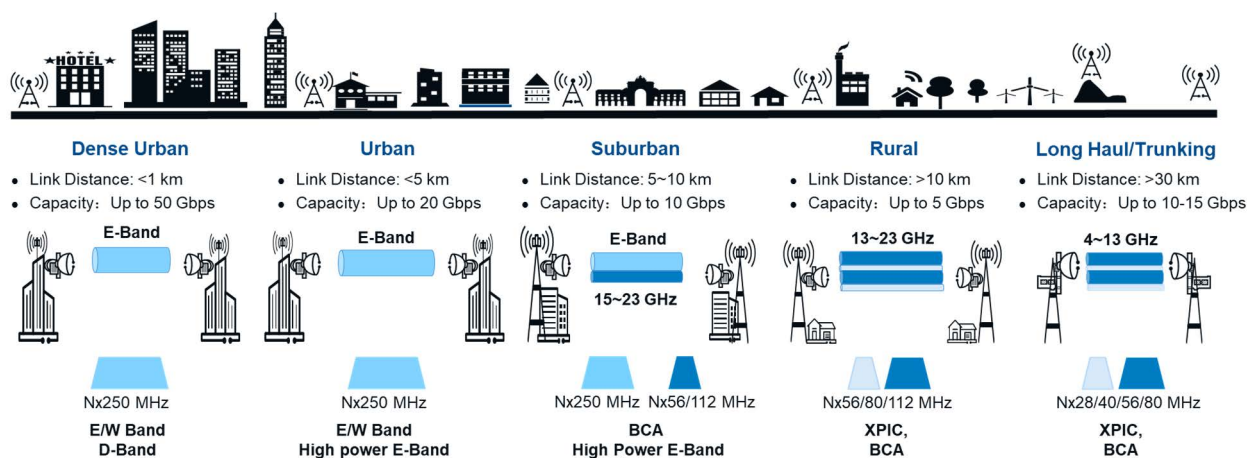 HOTEL
Dense Urban
• Link Distance: <1 km
• Capacity: Up to 50 Gbps
E-Band
Nx250 MHz
E/W Band
D-Band
Urban
• Link Distance: <5 km
• Capacity: Up to 20 Gbps
E-Band
Nx250 MHz
E/W Band
High power E-Band
Suburban
• Link Distance: 5~10 km
• Capacity: Up to 10 Gbps
E-Band
15~23 GHz
Nx250 MHz
Nx56/112 MHz
BCA
High Power E-Band
Rural
• Link Distance: >10 km
• Capacity: Up to 5 Gbps
13~23 GHz
Nx56/80/112 MHz
XPIC,
BCA
Long Haul/Trunking
• Link Distance: >30 km
• Capacity: Up to 10-15 Gbps
4~13 GHz
Nx28/40/56/80 MHz
XPIC,
BCA